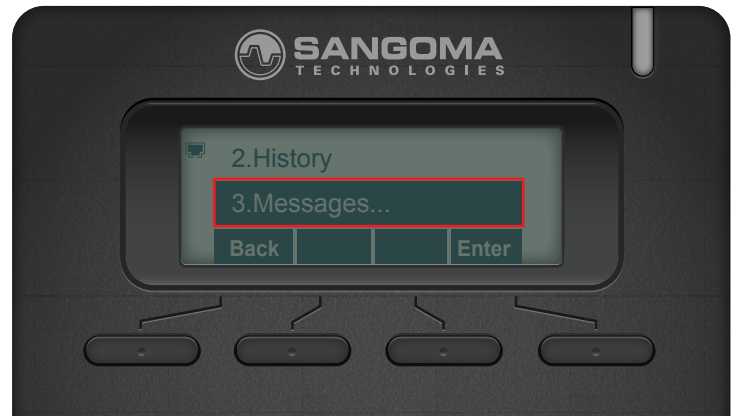 SANGOMA
TECHNOLOGIES
2.History
3.Messages...
Back Enter